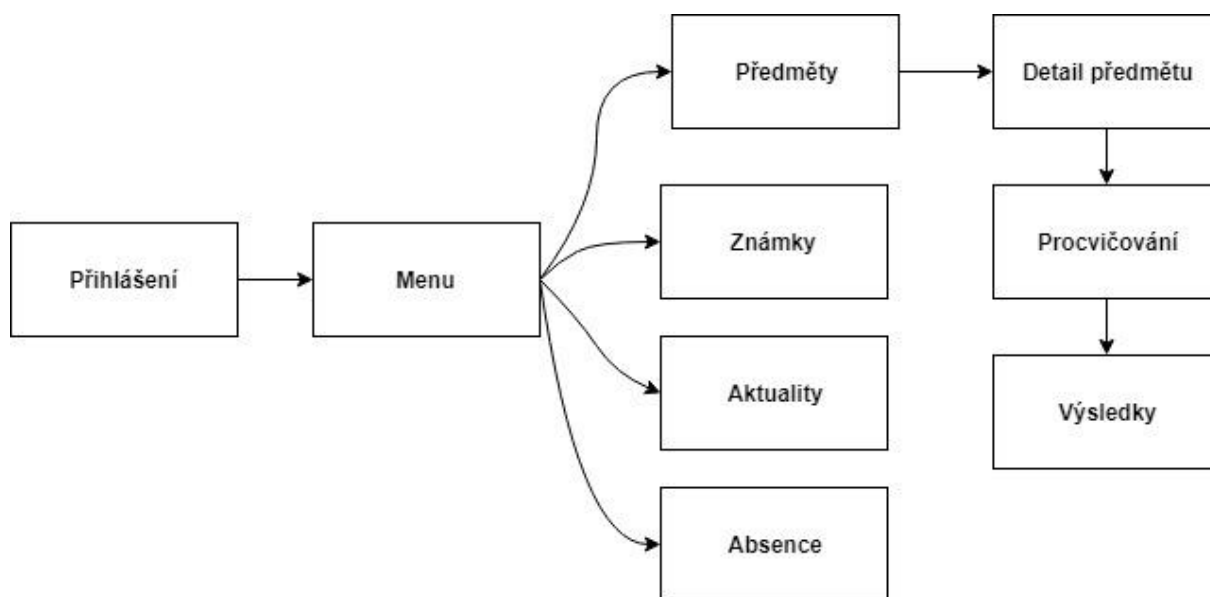 Předměty
Detail předmětu
Známky
Procvičování
Přihlášení
Menu
Aktuality
Výsledky
Absence